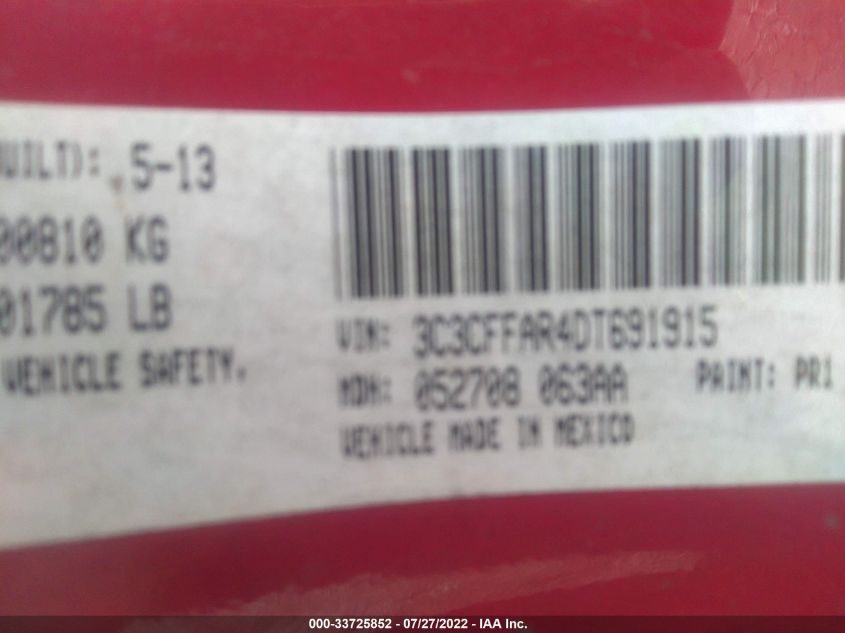 UILT): 5-13
00810 KG
01785 LB
VEHICLE SAFETY.
VIN: 3C3CFFAR4DT691915
MDH: 052708 063AA PAINT: PR1
VEHICLE MADE IN MEXICO
000-33725852 - 07/27/2022 - IAA Inc.